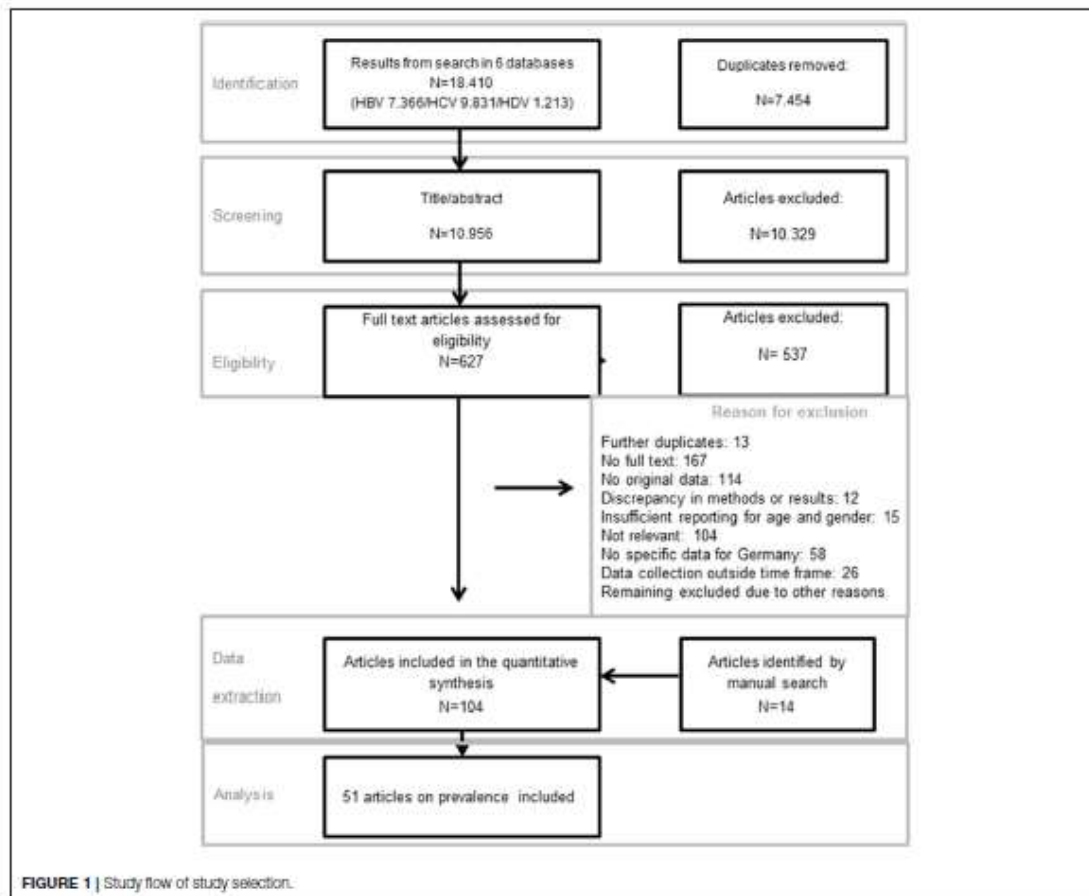 Identification
Results from search in 6 databases
N=18.410
(HBV 7.366/HCV 9.831/HDV 1.213)
Duplicates removed:
N=7.454
Screening
Title/abstract
N=10.956
Articles excluded:
N=10.329
Eligibility
Full text articles assessed for
eligibility
N=627
Articles excluded:
N= 537
Reason for exclusion
Further duplicates: 13
No full text: 167
No original data: 114
Discrepancy in methods or results: 12
Insufficient reporting for age and gender: 15
Not relevant: 104
No specific data for Germany: 58
Data collection outside time frame: 26
Remaining excluded due to other reasons
Data
extraction
Articles included in the quantitative
synthesis
N=104
Articles identified by
manual search
N=14
Analysis
51 articles on prevalence included
FIGURE 1 | Study flow of study selection.